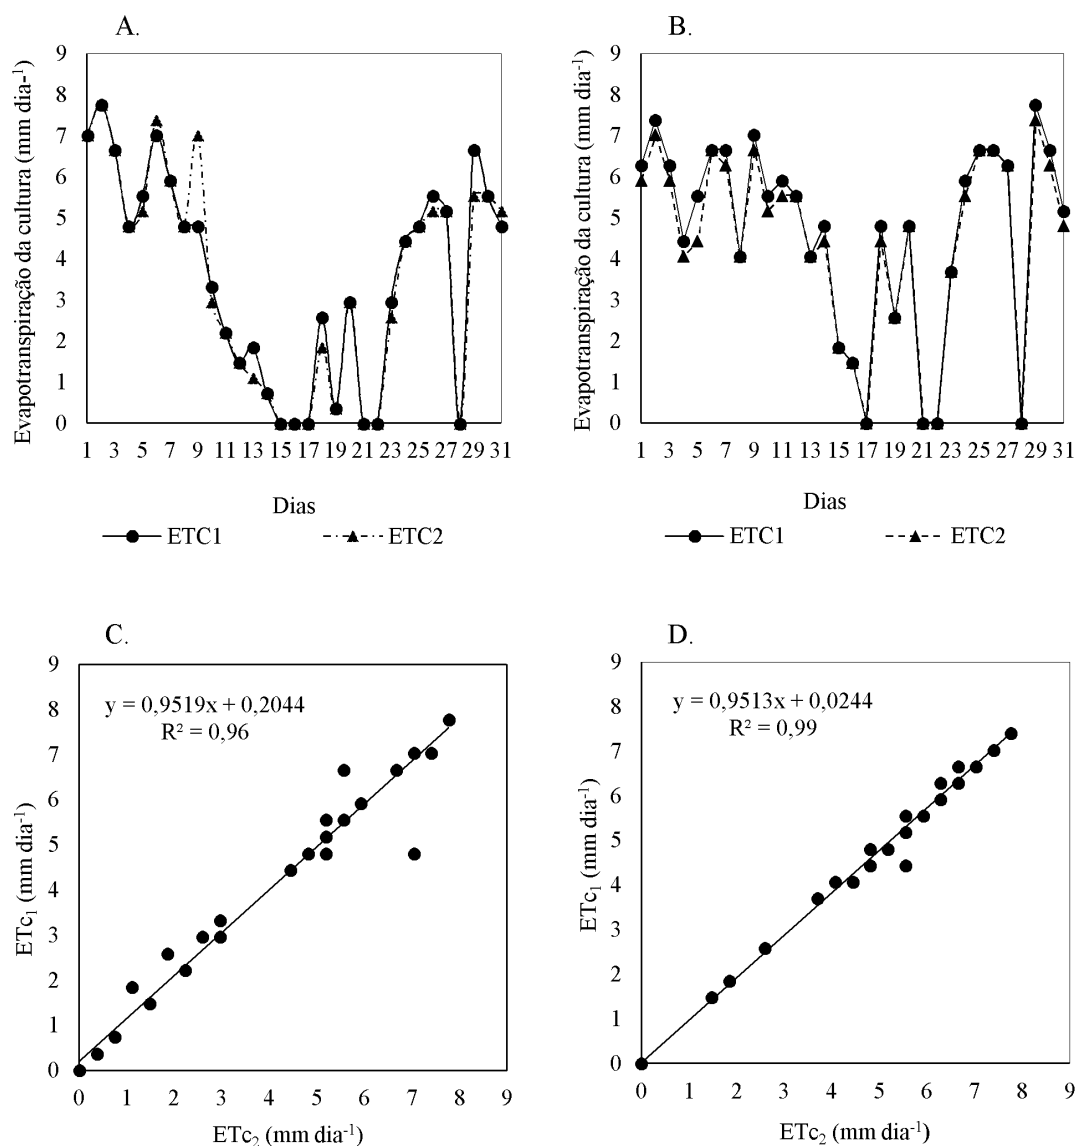 A.
Evapotranspiração da cultura (mm dia-¹)
9
8
7
6
5
4
3
2
1
0
1 3 5 7 9 11 13 15 17 19 21 23 25 27 29 31
Dias
ETC1 ETC2
B.
Evapotranspiração da cultura (mm dia⁻¹)
9
8
7
6
5
4
3
2
1
0
1 3 5 7 9 11 13 15 17 19 21 23 25 27 29 31
Dias
ETC1 ETC2
C.
y = 0,9519x + 0,2044
R² = 0,96
ETc₁ (mm dia⁻¹)
9
8
7
6
5
4
3
2
1
0
0 1 2 3 4 5 6 7 8 9
ETc₂ (mm dia⁻¹)
D.
y = 0,9513x + 0,0244
R² = 0,99
ETc₁ (mm dia⁻¹)
9
8
7
6
5
4
3
2
1
0
0 1 2 3 4 5 6 7 8 9
ETc₂ (mm dia⁻¹)